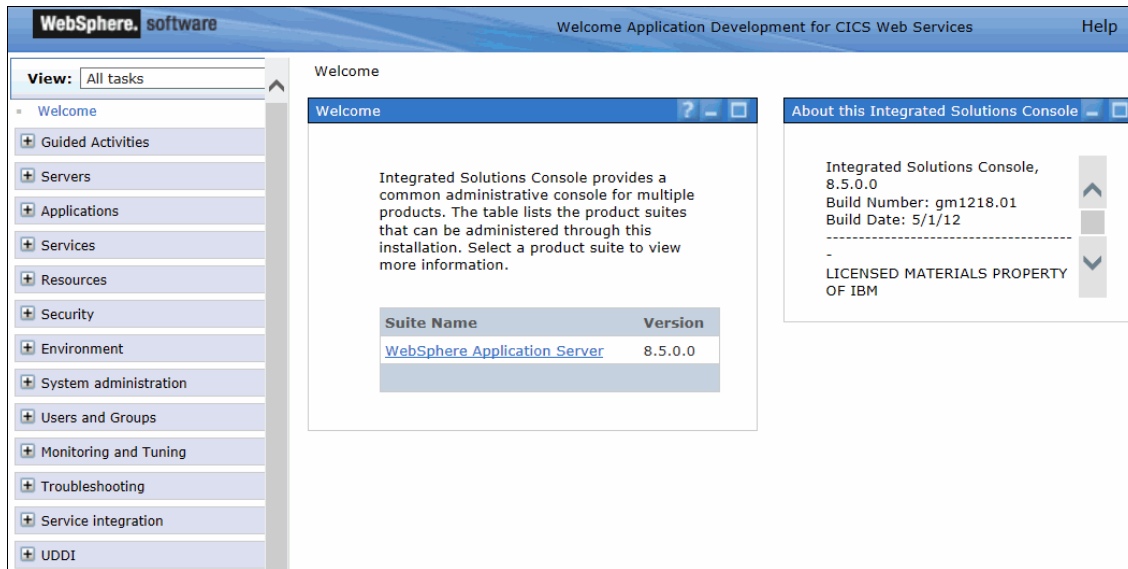 WebSphere. software
Welcome Application Development for CICS Web Services
Help
View: All tasks
Welcome
Guided Activities
Servers
Applications
Services
Resources
Security
Environment
System administration
Users and Groups
Monitoring and Tuning
Troubleshooting
Service integration
UDDI
Welcome
Welcome
?
Integrated Solutions Console provides a
common administrative console for multiple
products. The table lists the product suites
that can be administered through this
installation. Select a product suite to view
more information.
Suite Name Version
WebSphere Application Server 8.5.0.0
About this Integrated Solutions Console
Integrated Solutions Console,
8.5.0.0
Build Number: gm1218.01
Build Date: 5/1/12
---------------------------------------
-
LICENSED MATERIALS PROPERTY
OF IBM